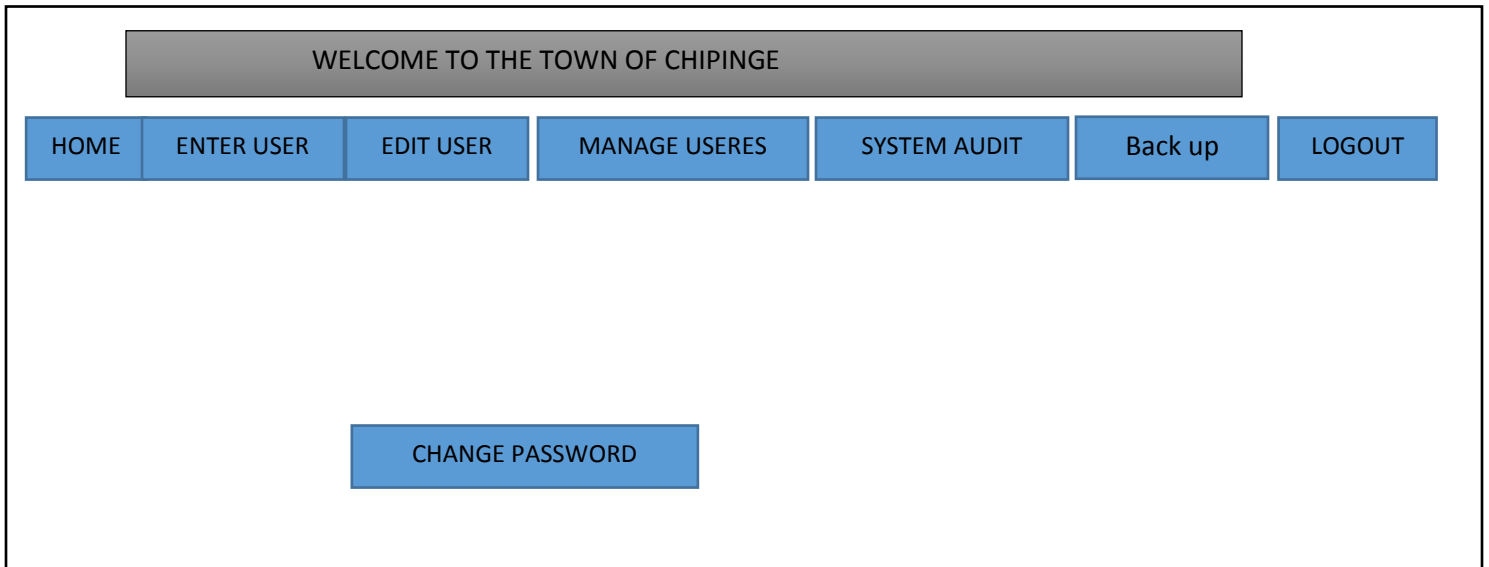 WELCOME TO THE TOWN OF CHIPINGE
HOME ENTER USER EDIT USER MANAGE USERES SYSTEM AUDIT Back up LOGOUT
CHANGE PASSWORD